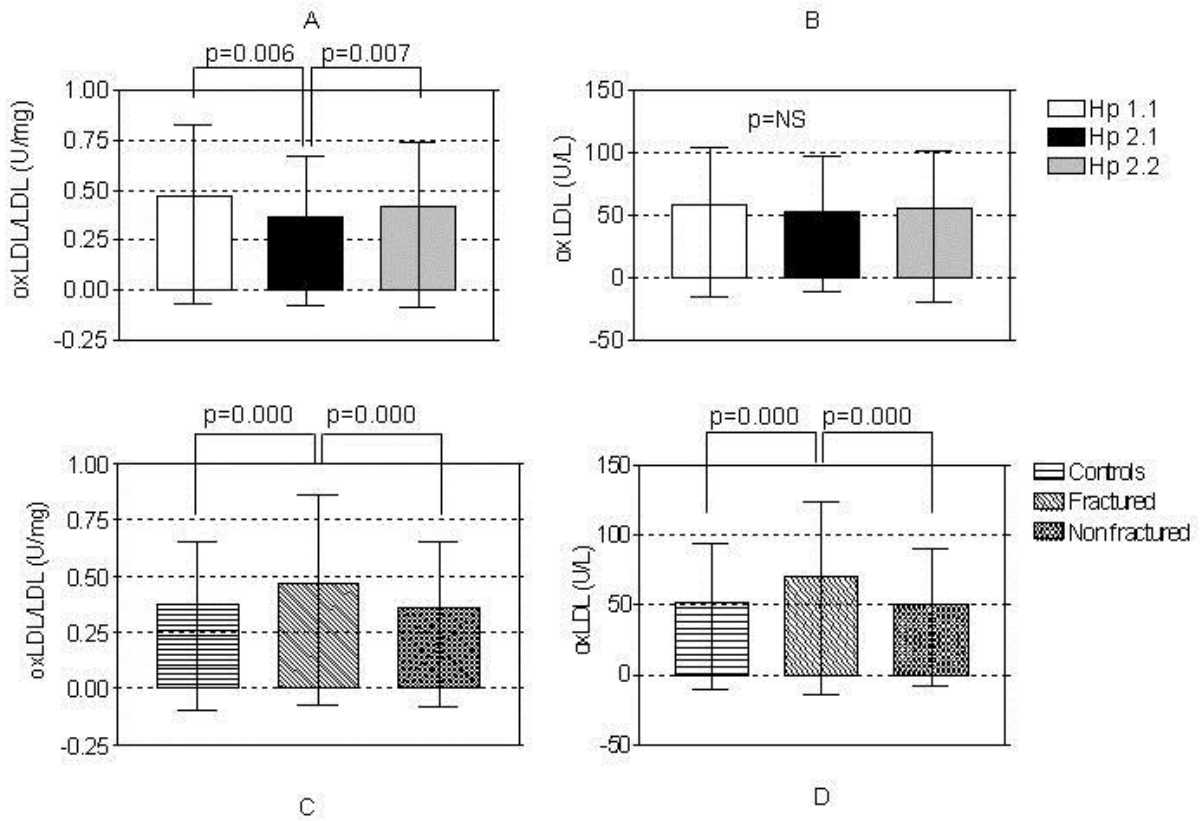 A
p=0.006 p=0.007
oxLDL/LDL (U/mg)
1.00
0.75
0.50
0.25
0.00
-0.25
B
p=NS
oxLDL (U/L)
150
100
50
0
-50
Hp 1.1
Hp 2.1
Hp 2.2
p=0.000 p=0.000
oxLDL/LDL (U/mg)
1.00
0.75
0.50
0.25
0.00
-0.25
C
p=0.000 p=0.000
oxLDL (U/L)
150
100
50
0
-50
D
Controls
Fractured
Nonfractured